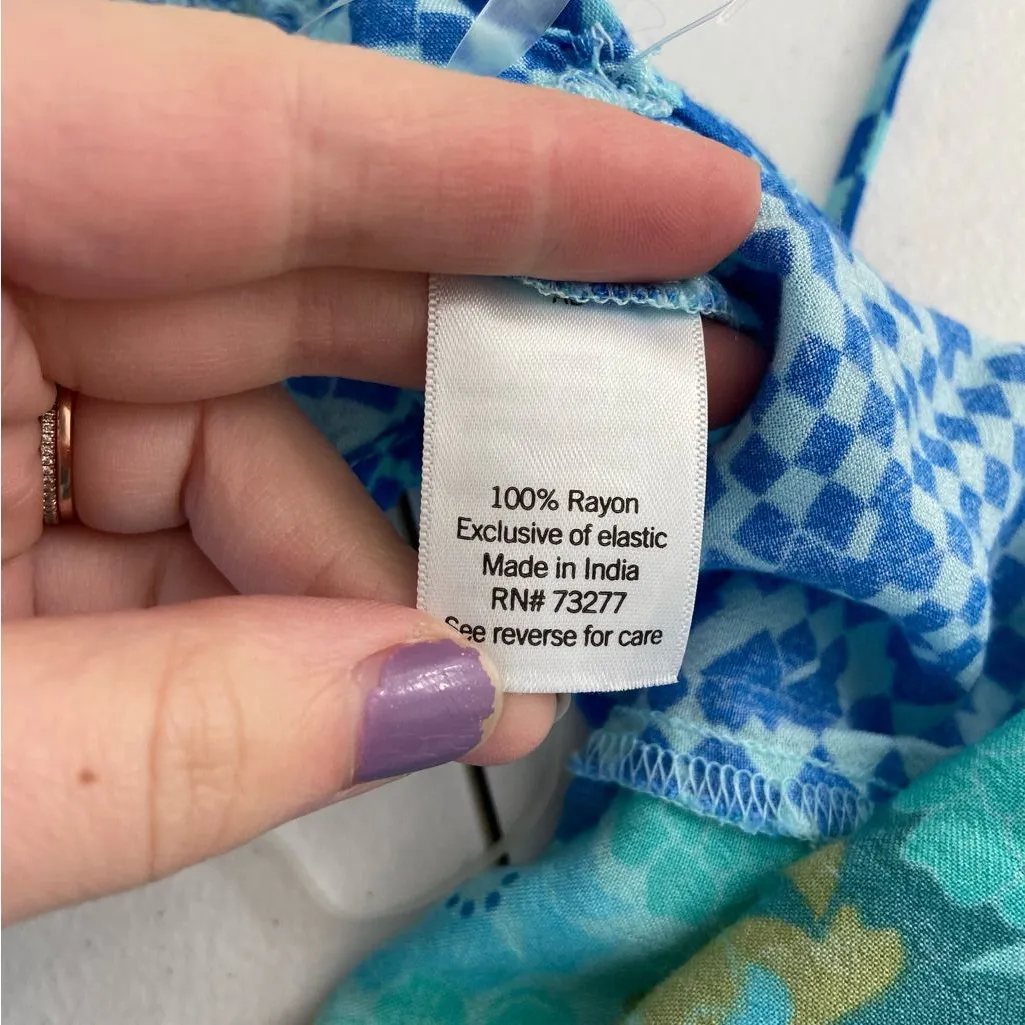 100% Rayon
Exclusive of elastic
Made in India
RN# 73277
See reverse for care